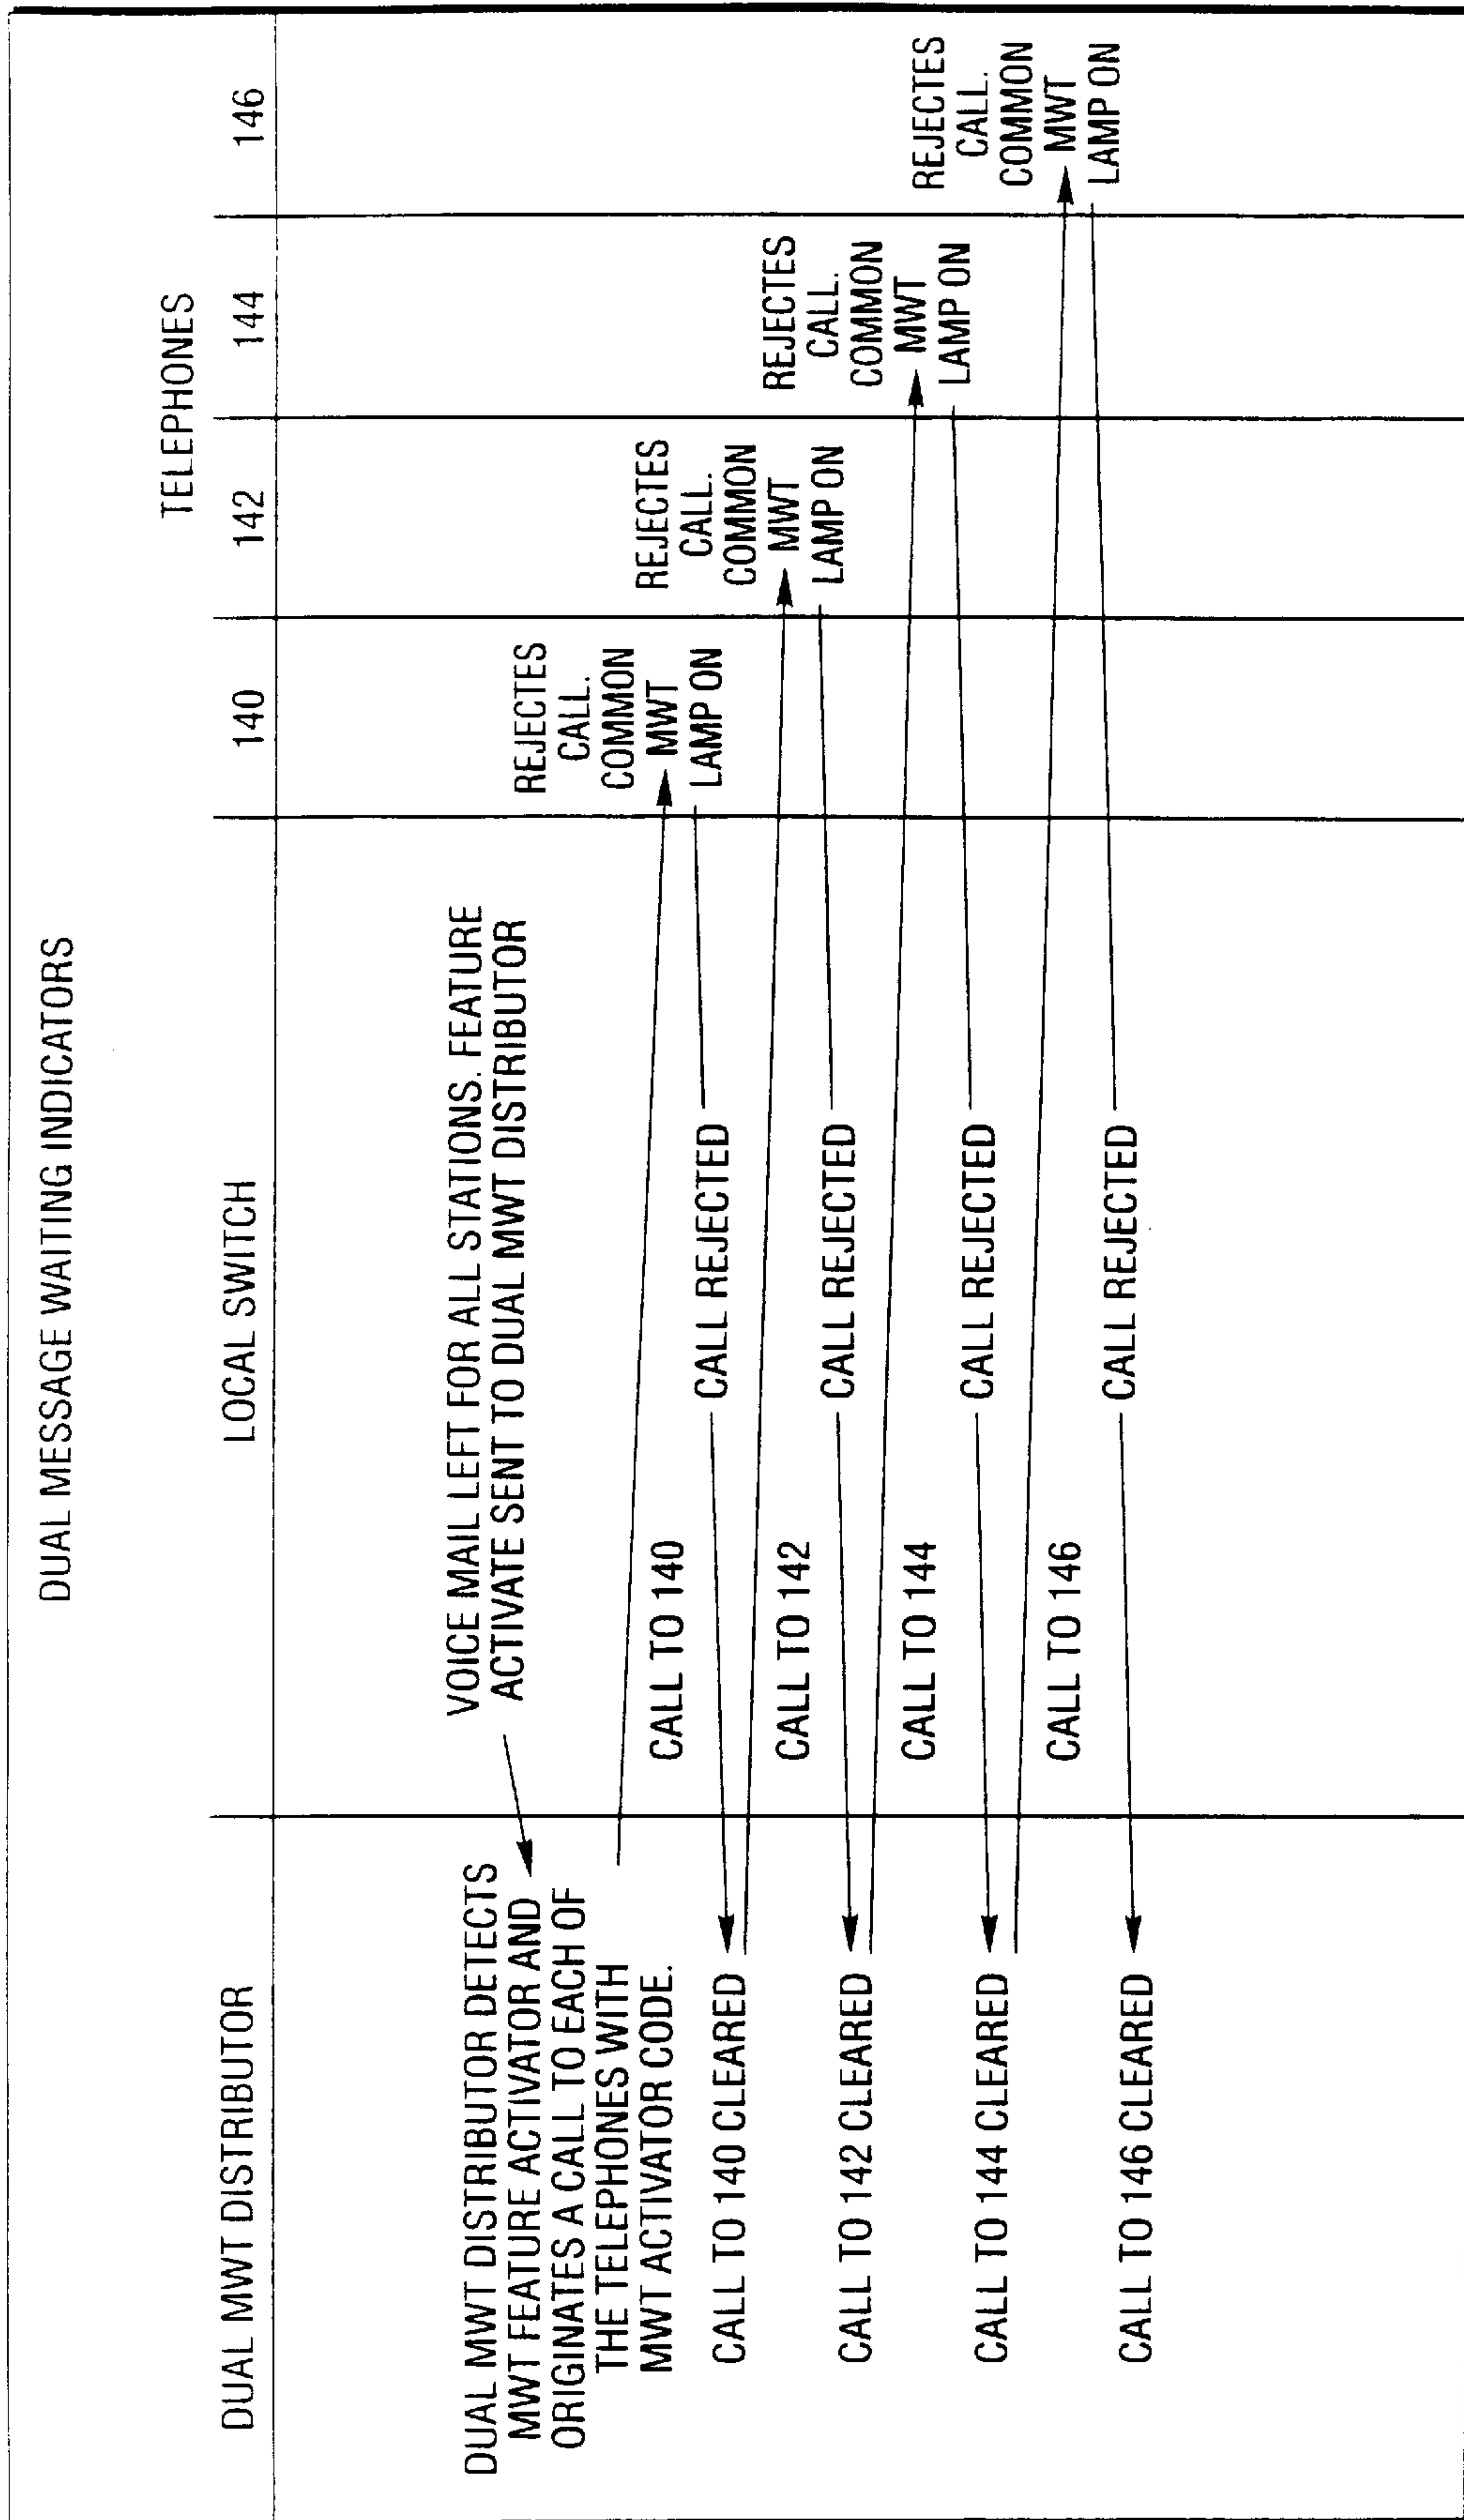 DUAL MESSAGE WAITING INDICATORS
DUAL MWT DISTRIBUTOR
LOCAL SWITCH
TELEPHONES
140
142
144
146
VOICE MAIL LEFT FOR ALL STATIONS. FEATURE
ACTIVATE SENT TO DUAL MWT DISTRIBUTOR
DUAL MWT DISTRIBUTOR DETECTS
MWT FEATURE ACTIVATOR AND
ORIGINATES A CALL TO EACH OF
THE TELEPHONES WITH
MWT ACTIVATOR CODE.
CALL TO 140
REJECTES
CALL.
COMMON
MWT
LAMP ON
CALL REJECTED
CALL TO 140 CLEARED
CALL TO 142
REJECTES
CALL.
COMMON
MWT
LAMP ON
CALL REJECTED
CALL TO 142 CLEARED
CALL TO 144
REJECTES
CALL.
COMMON
MWT
LAMP ON
CALL REJECTED
CALL TO 144 CLEARED
CALL TO 146
REJECTES
CALL.
COMMON
MWT
LAMP ON
CALL REJECTED
CALL TO 146 CLEARED